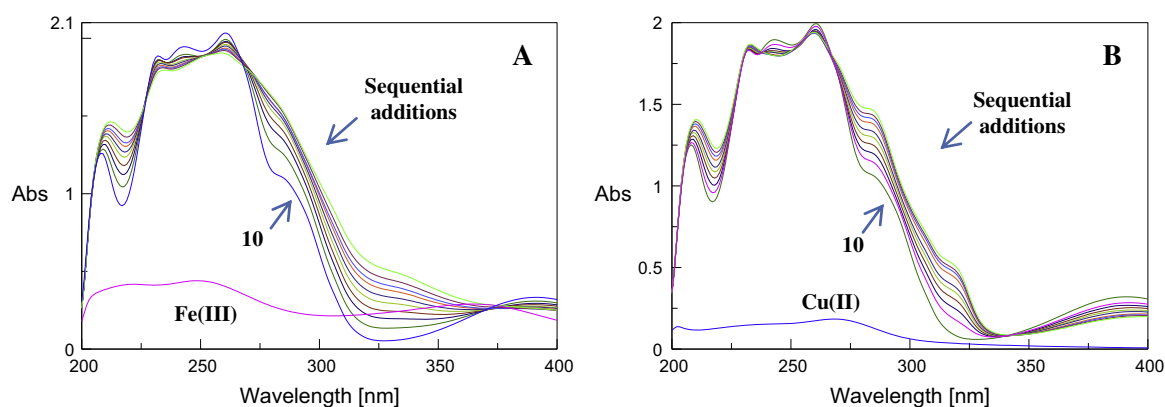 2.1
A
Sequential
additions
Abs
1
10
Fe(III)
0
200
250
300
350
400
Wavelength [nm]
2
B
1.5
Sequential
additions
Abs
1
10
0.5
Cu(II)
0
200
250
300
350
400
Wavelength [nm]